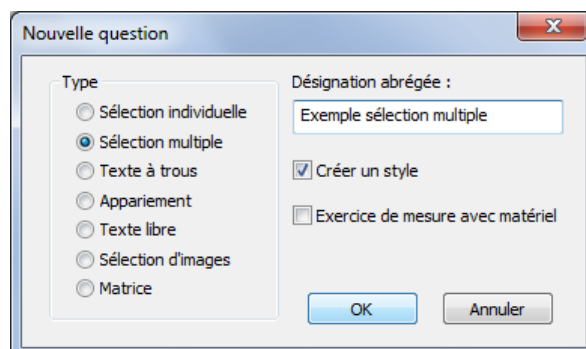 Nouvelle question
Type
Sélection individuelle
Sélection multiple
Texte à trous
Appariement
Texte libre
Sélection d'images
Matrice
Désignation abrégée :
Exemple sélection multiple
Créer un style
Exercice de mesure avec matériel
OK
Annuler